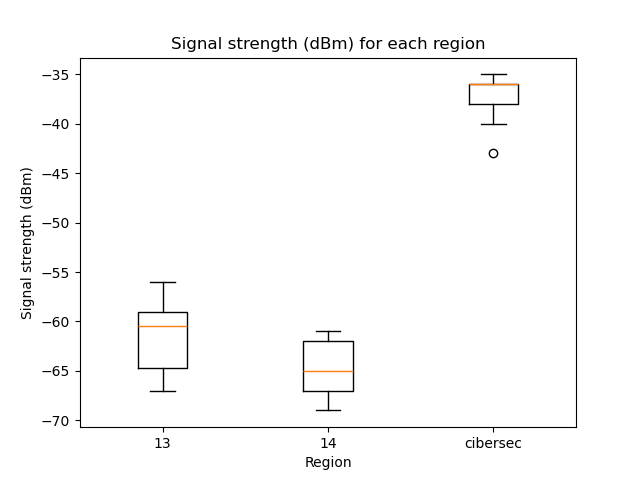 Signal strength (dBm) for each region
Signal strength (dBm)
−35
−40
−45
−50
−55
−60
−65
−70
13 14 cibersec
Region